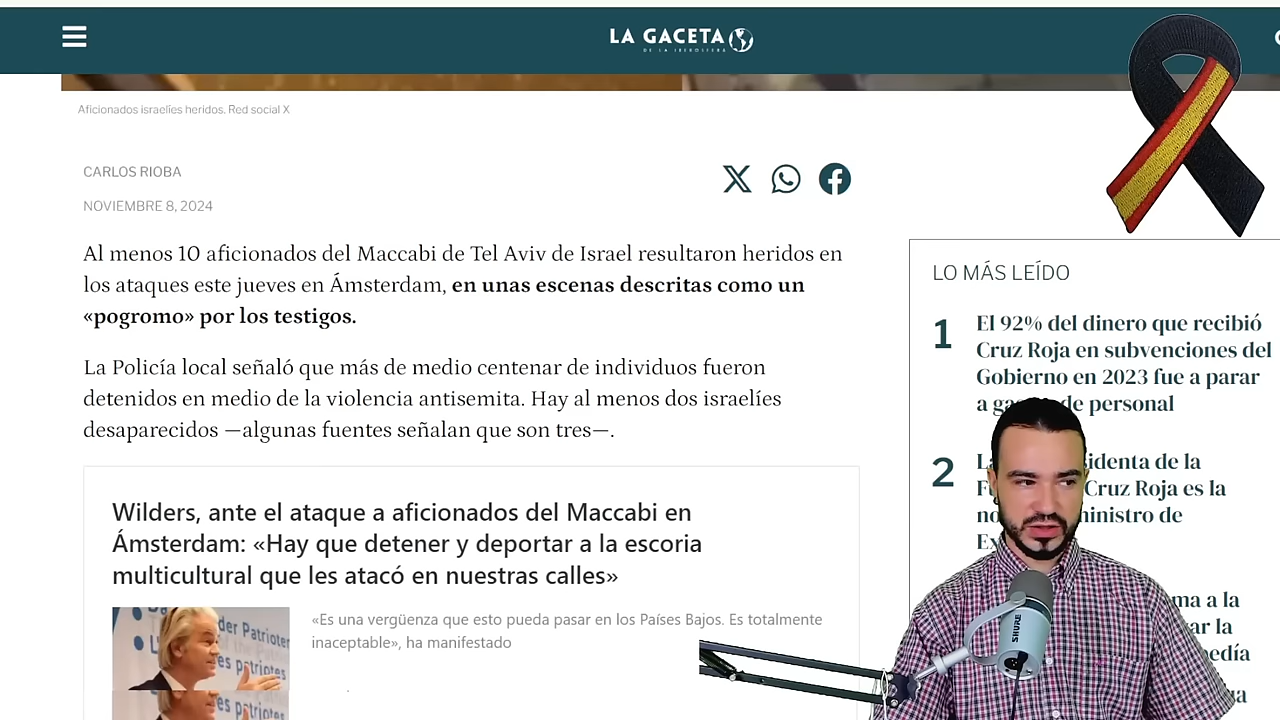 LA GACETA
DE LA IBEROSFERA
Aficionados israelíes heridos. Red social X
CARLOS RIOBA
NOVIEMBRE 8, 2024
Al menos 10 aficionados del Maccabi de Tel Aviv de Israel resultaron heridos en
los ataques este jueves en Ámsterdam, en unas escenas descritas como un
«pogromo» por los testigos.
La Policía local señaló que más de medio centenar de individuos fueron
detenidos en medio de la violencia antisemita. Hay al menos dos israelíes
desaparecidos —algunas fuentes señalan que son tres—.
Wilders, ante el ataque a aficionados del Maccabi en
Ámsterdam: «Hay que detener y deportar a la escoria
multicultural que les atacó en nuestras calles»
«Es una vergüenza que esto pueda pasar en los Países Bajos. Es totalmente
inaceptable», ha manifestado
der Patrioter
es patriotes
LO MÁS LEÍDO
1
El 92% del dinero que recibió
Cruz Roja en subvenciones del
Gobierno en 2023 fue a parar
a de personal
2
de la
Cruz Roja es la
de
a la
la
SHURE